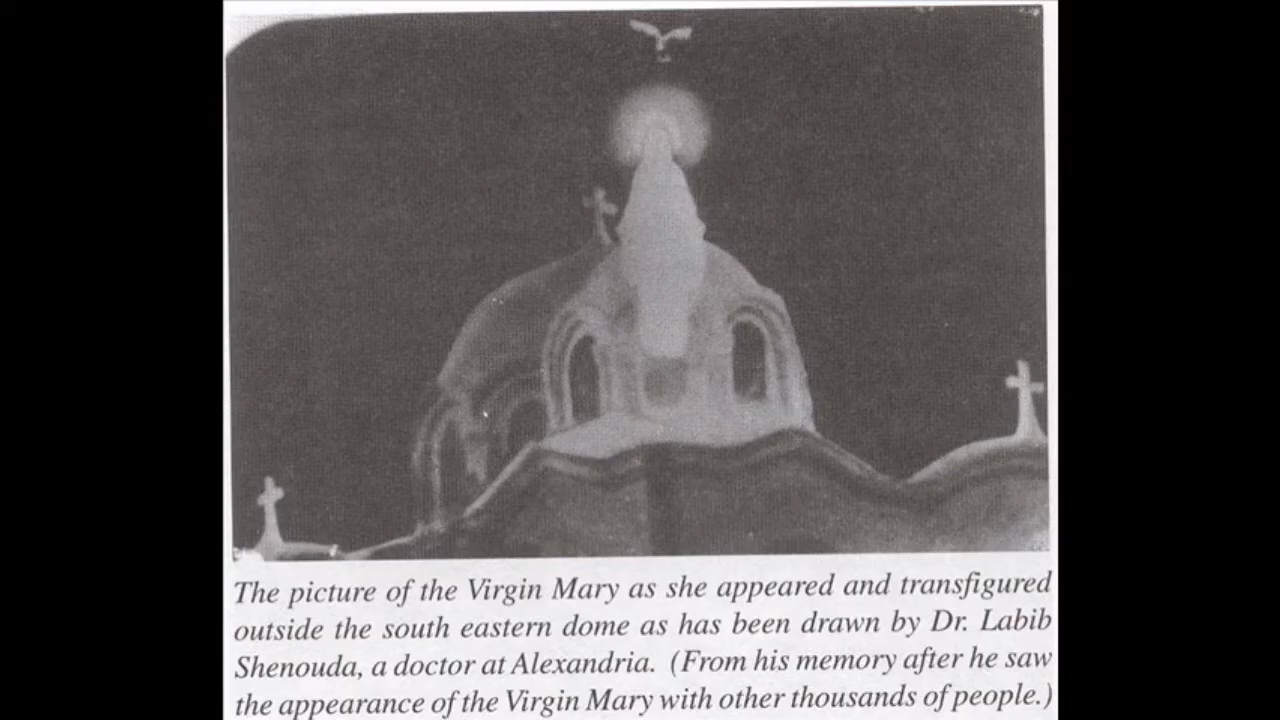 The picture of the Virgin Mary as she appeared and transfigured
outside the south eastern dome as has been drawn by Dr. Labib
Shenouda, a doctor at Alexandria. (From his memory after he saw
the appearance of the Virgin Mary with other thousands of people.)